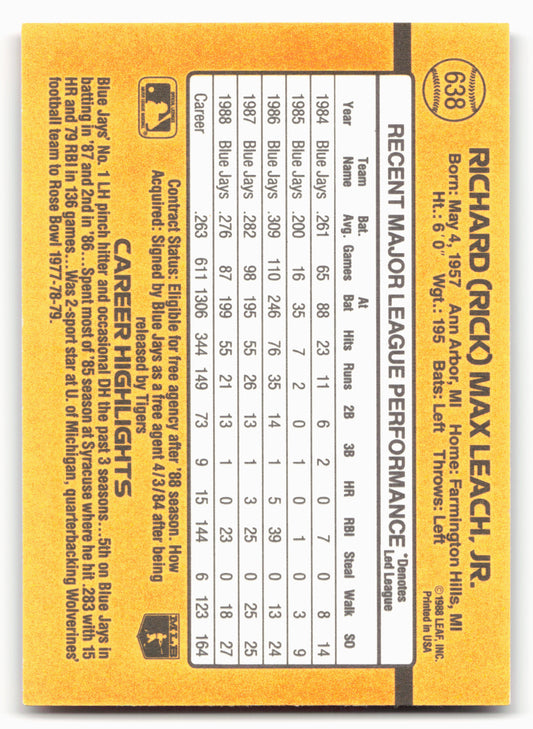 638
RICHARD (RICK) MAX LEACH, JR.
Born: May 4, 1957 Ann Arbor, MI Home: Farmington Hills, MI
Ht.: 6' 0" Wgt.: 195 Bats: Left Throws: Left
©1988 LEAF, INC.
Printed in USA
RECENT MAJOR LEAGUE PERFORMANCE *Denotes Led League
Year Team Name Bat. Avg. Games At Bat Hits Runs 2B 3B HR RBI Steal Walk SO
1984 Blue Jays .261 65 88 23 11 6 2 0 7 0 8 14
1985 Blue Jays .200 16 35 7 2 0 1 0 1 0 3 9
1986 Blue Jays .309 110 246 76 35 14 1 5 39 0 13 24
1987 Blue Jays .282 98 195 55 26 13 1 3 25 0 25 25
1988 Blue Jays .276 87 199 55 21 13 1 0 23 0 18 27
Career .263 611 1306 344 149 73 9 15 144 6 123 164
Contract Status: Eligible for free agency after '88 season. How
Acquired: Signed by Blue Jays as a free agent 4/3/84 after being
released by Tigers
MLB
CAREER HIGHLIGHTS
Blue Jays' No. 1 LH pinch hitter and occasional DH the past 3 seasons...5th on Blue Jays in
batting in '87 and 2nd in '86... Spent most of '85 season at Syracuse where he hit .283 with 15
HR and 79 RBI in 136 games... Was 2-sport star at U. of Michigan, quarterbacking Wolverines'
football team to Rose Bowl 1977-78-79.